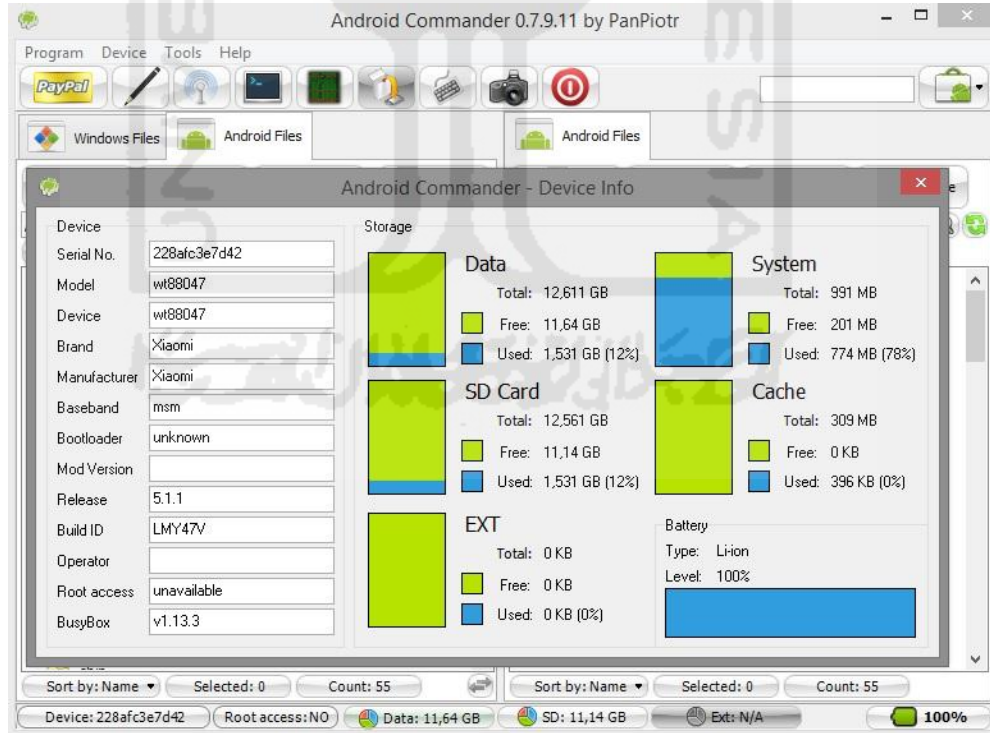 Android Commander 0.7.9.11 by PanPiotr
Program Device Tools Help
PayPal
Windows Files Android Files Android Files
Android Commander - Device Info
Device
Serial No. 228afc3e7d42
Model wt88047
Device wt88047
Brand Xiaomi
Manufacturer Xiaomi
Baseband msm
Bootloader unknown
Mod Version
Release 5.1.1
Build ID LMY47V
Operator
Root access unavailable
BusyBox v1.13.3
Storage
Data
Total: 12,611 GB
Free: 11,64 GB
Used: 1,531 GB (12%)
System
Total: 991 MB
Free: 201 MB
Used: 774 MB (78%)
SD Card
Total: 12,561 GB
Free: 11,14 GB
Used: 1,531 GB (12%)
Cache
Total: 309 MB
Free: 0 KB
Used: 396 KB (0%)
EXT
Total: 0 KB
Free: 0 KB
Used: 0 KB (0%)
Battery
Type: Li-ion
Level: 100%
Sort by: Name Selected: 0 Count: 55 Sort by: Name Selected: 0 Count: 55
Device: 228afc3e7d42 Root access: NO Data: 11,64 GB SD: 11,14 GB Ext: N/A 100%